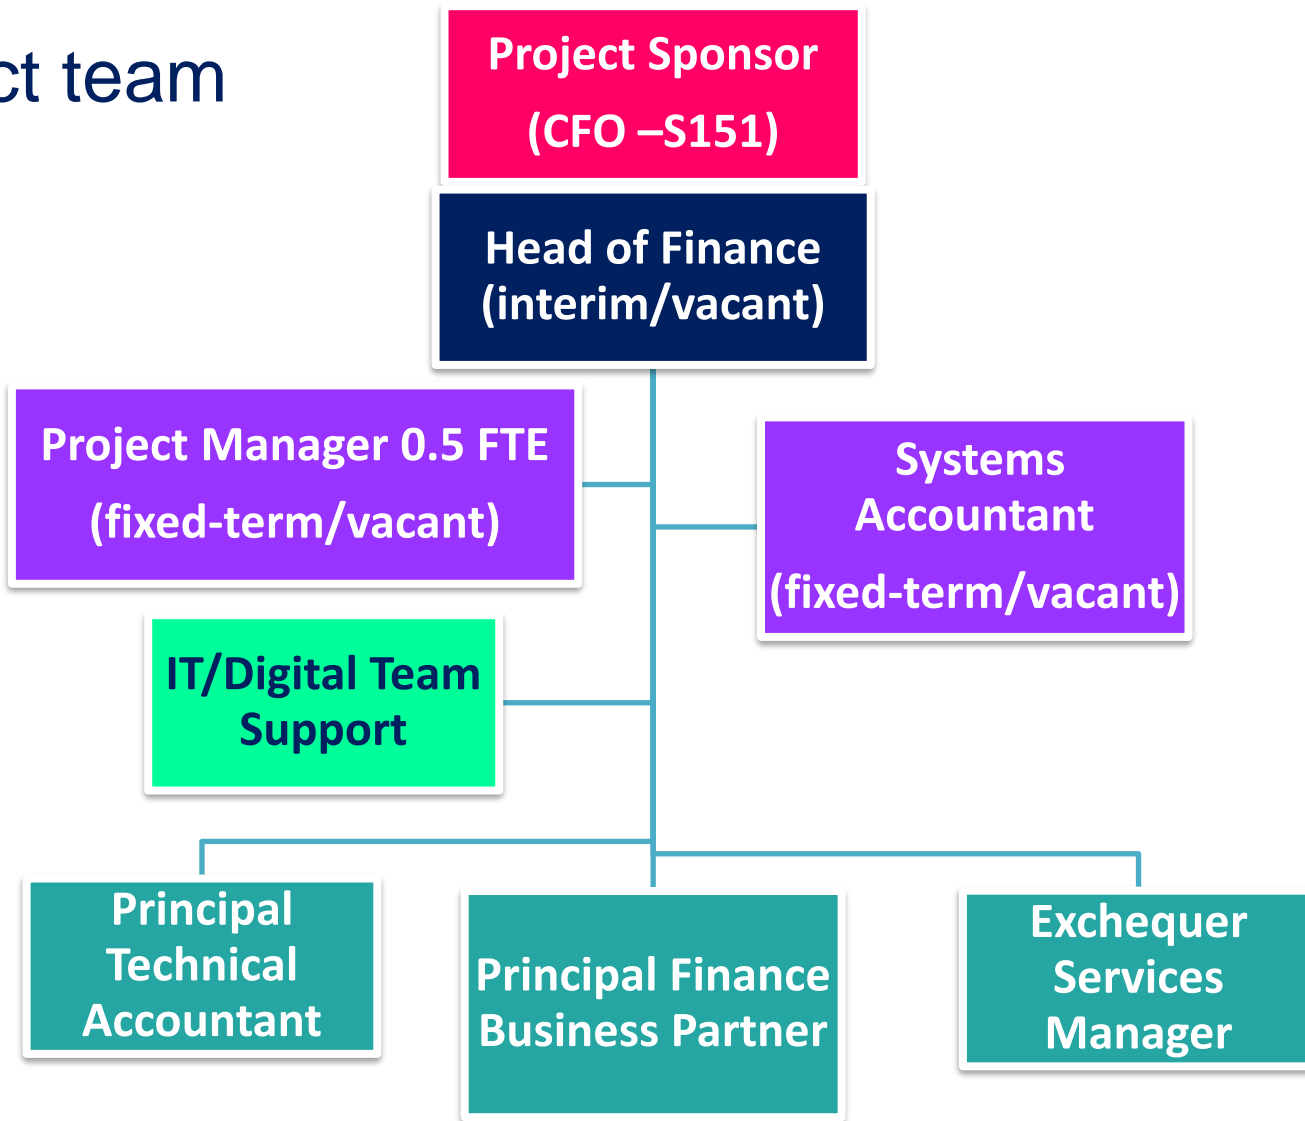 ct team
Project Sponsor
(CFO –S151)
Head of Finance
(interim/vacant)
Project Manager 0.5 FTE
(fixed-term/vacant)
Systems
Accountant
(fixed-term/vacant)
IT/Digital Team
Support
Principal
Technical
Accountant
Principal Finance
Business Partner
Exchequer
Services
Manager